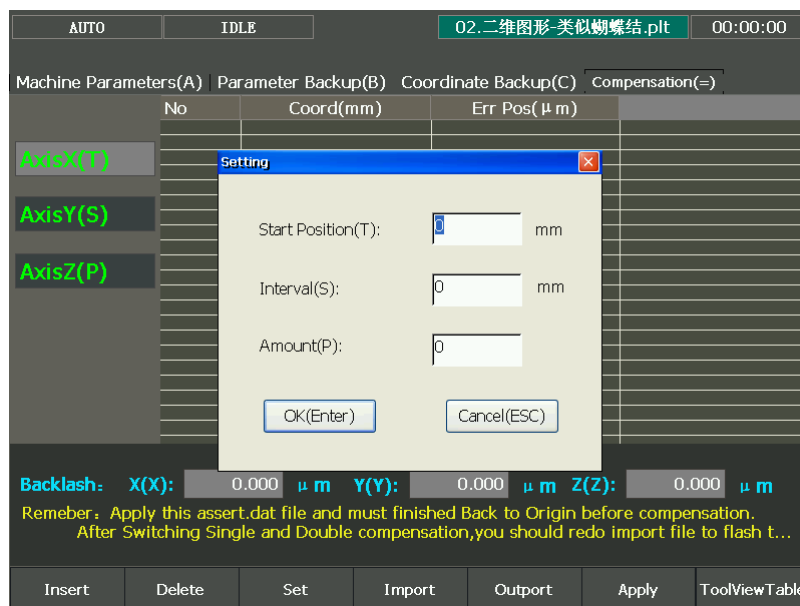 AUTO IDLE 02.二维图形-类似蝴蝶结.plt 00:00:00
Machine Parameters(A) Parameter Backup(B) Coordinate Backup(C) Compensation(=)
No Coord(mm) Err Pos(μm)
Setting
AxisX(T)
AxisY(S)
AxisZ(P)
Start Position(T): 0 mm
Interval(S): 0 mm
Amount(P): 0
OK(Enter) Cancel(ESC)
Backlash: X(X): 0.000 μm Y(Y): 0.000 μm Z(Z): 0.000 μm
Remeber: Apply this assert.dat file and must finished Back to Origin before compensation.
After Switching Single and Double compensation,you should redo import file to flash t...
Insert Delete Set Import Outport Apply ToolViewTable